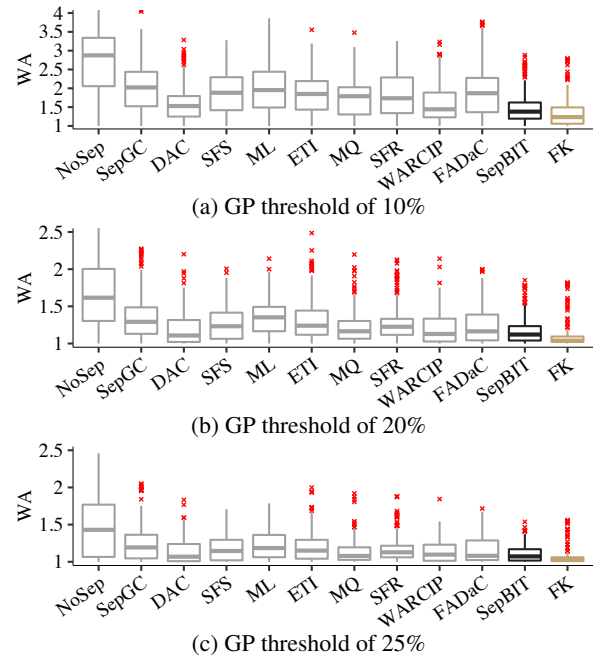 4
3.5
3
2.5
2
1.5
1
WA
NoSep SepGC DAC SFS ML ETI MQ SFR WARCIP FADaC SepBIT FK
(a) GP threshold of 10%
2.5
2
1.5
1
WA
NoSep SepGC DAC SFS ML ETI MQ SFR WARCIP FADaC SepBIT FK
(b) GP threshold of 20%
2.5
2
1.5
1
WA
NoSep SepGC DAC SFS ML ETI MQ SFR WARCIP FADaC SepBIT FK
(c) GP threshold of 25%